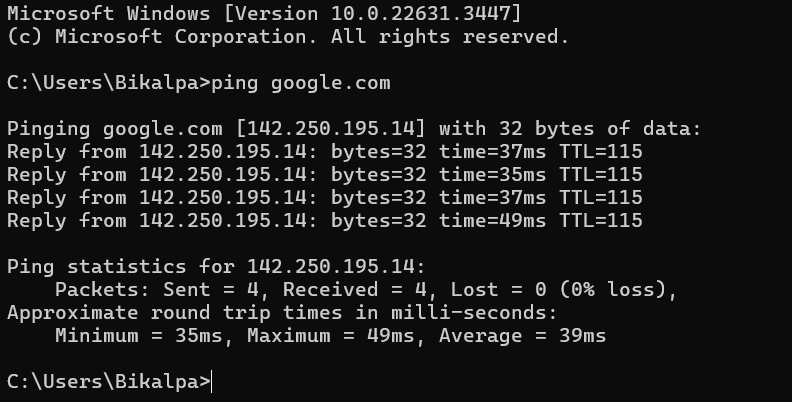 Microsoft Windows [Version 10.0.22631.3447]
(c) Microsoft Corporation. All rights reserved.

C:\Users\Bikalpa>ping google.com

Pinging google.com [142.250.195.14] with 32 bytes of data:
Reply from 142.250.195.14: bytes=32 time=37ms TTL=115
Reply from 142.250.195.14: bytes=32 time=35ms TTL=115
Reply from 142.250.195.14: bytes=32 time=37ms TTL=115
Reply from 142.250.195.14: bytes=32 time=49ms TTL=115

Ping statistics for 142.250.195.14:
    Packets: Sent = 4, Received = 4, Lost = 0 (0% loss),
Approximate round trip times in milli-seconds:
    Minimum = 35ms, Maximum = 49ms, Average = 39ms

C:\Users\Bikalpa>